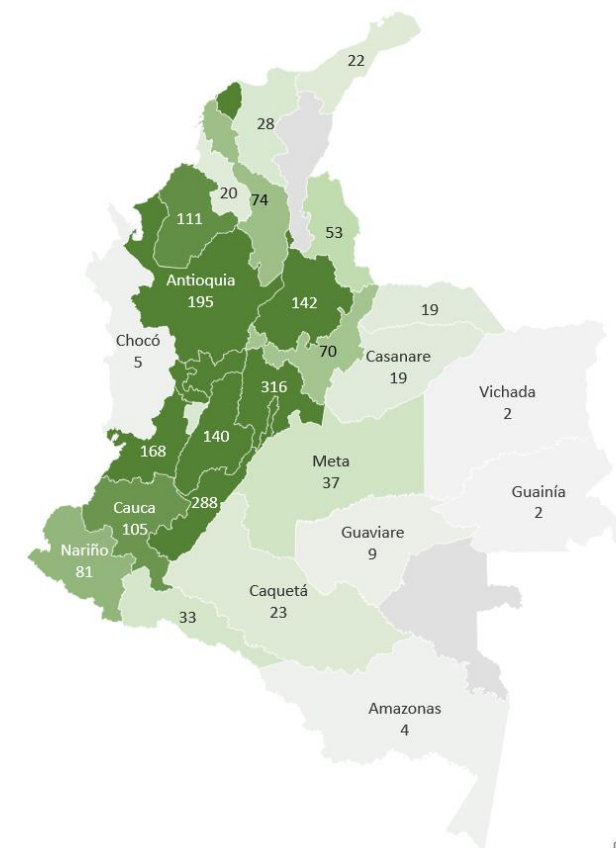 22
28
20
74
111
53
Antioquia
195
142
19
Chocó
5
70
Casanare
19
316
Vichada
2
140
168
Meta
37
Guainía
2
288
Cauca
105
Guaviare
9
Nariño
81
Caquetá
23
33
Amazonas
4